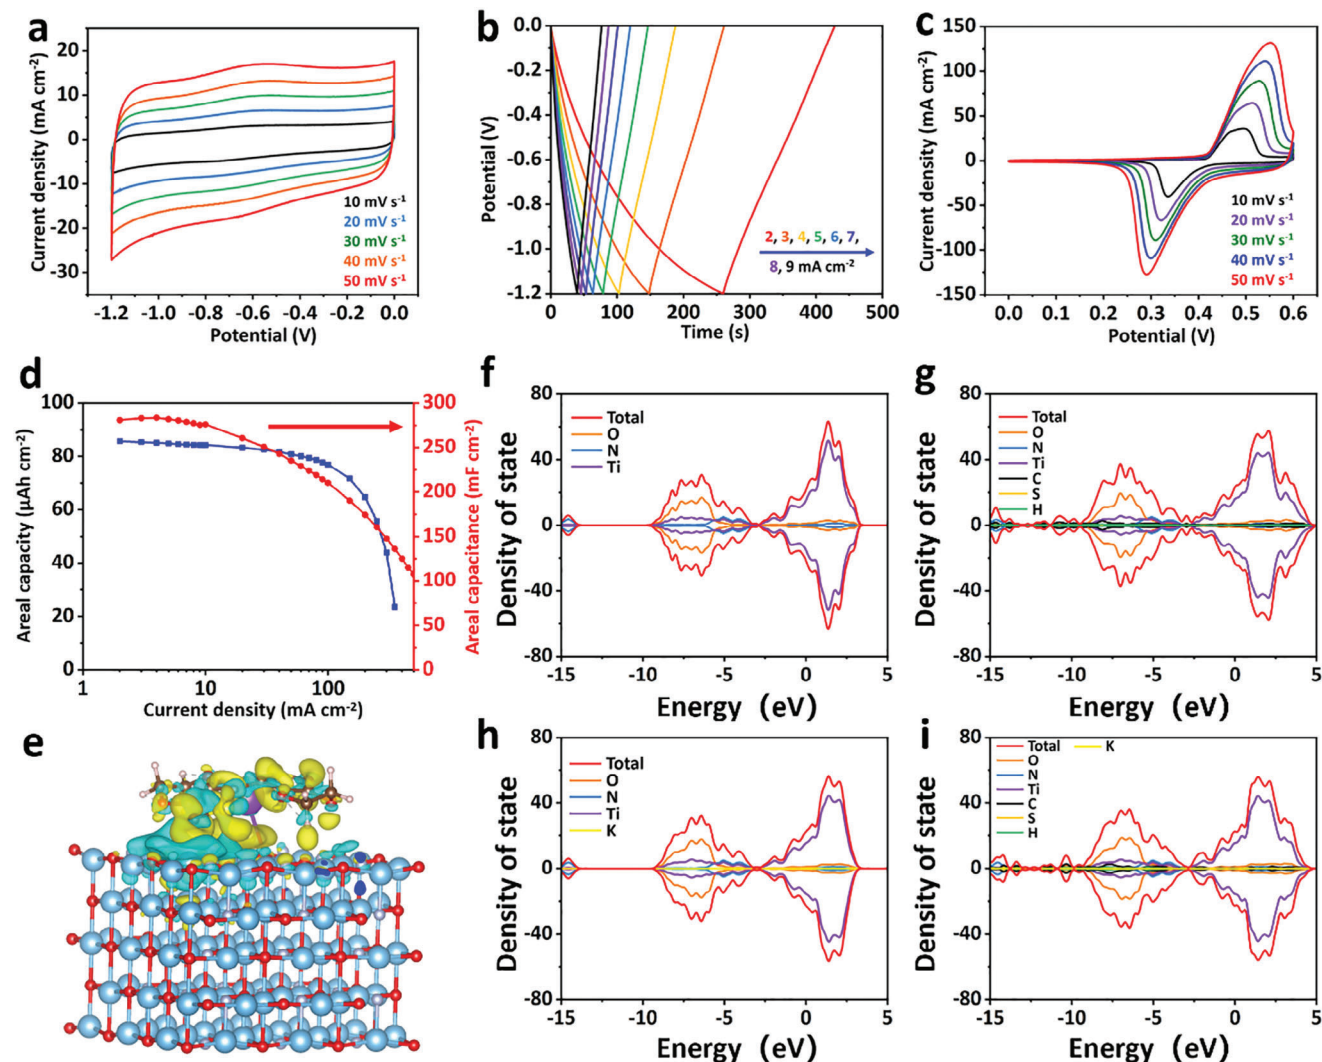 a
Current density (mA cm-2)
20
10
0
-10
-20
-30
10 mV s-1
20 mV s-1
30 mV s-1
40 mV s-1
50 mV s-1
-1.2 -1.0 -0.8 -0.6 -0.4 -0.2 0.0
Potential (V)
b
Potential (V)
0.0
-0.2
-0.4
-0.6
-0.8
-1.0
-1.2
2, 3, 4, 5, 6, 7,
8, 9 mA cm-2
0 100 200 300 400 500
Time (s)
c
Current density (mA cm-2)
150
100
50
0
-50
-100
-150
10 mV s-1
20 mV s-1
30 mV s-1
40 mV s-1
50 mV s-1
0.0 0.1 0.2 0.3 0.4 0.5 0.6
Potential (V)
d
Areal capacity (µAh cm-2)
100
80
60
40
20
0
300
250
200
150
100
50
0
Areal capacitance (mF cm-2)
1 10 100
Current density (mA cm-2)
e
f
Density of state
80
40
0
-40
-80
Total
O
N
Ti
-15 -10 -5 0 5
Energy (eV)
g
Density of state
80
40
0
-40
-80
Total
O
N
Ti
C
S
H
-15 -10 -5 0 5
Energy (eV)
h
Density of state
80
40
0
-40
-80
Total
O
N
Ti
K
-15 -10 -5 0 5
Energy (eV)
i
Density of state
80
40
0
-40
-80
Total K
O
N
Ti
C
S
H
-15 -10 -5 0 5
Energy (eV)